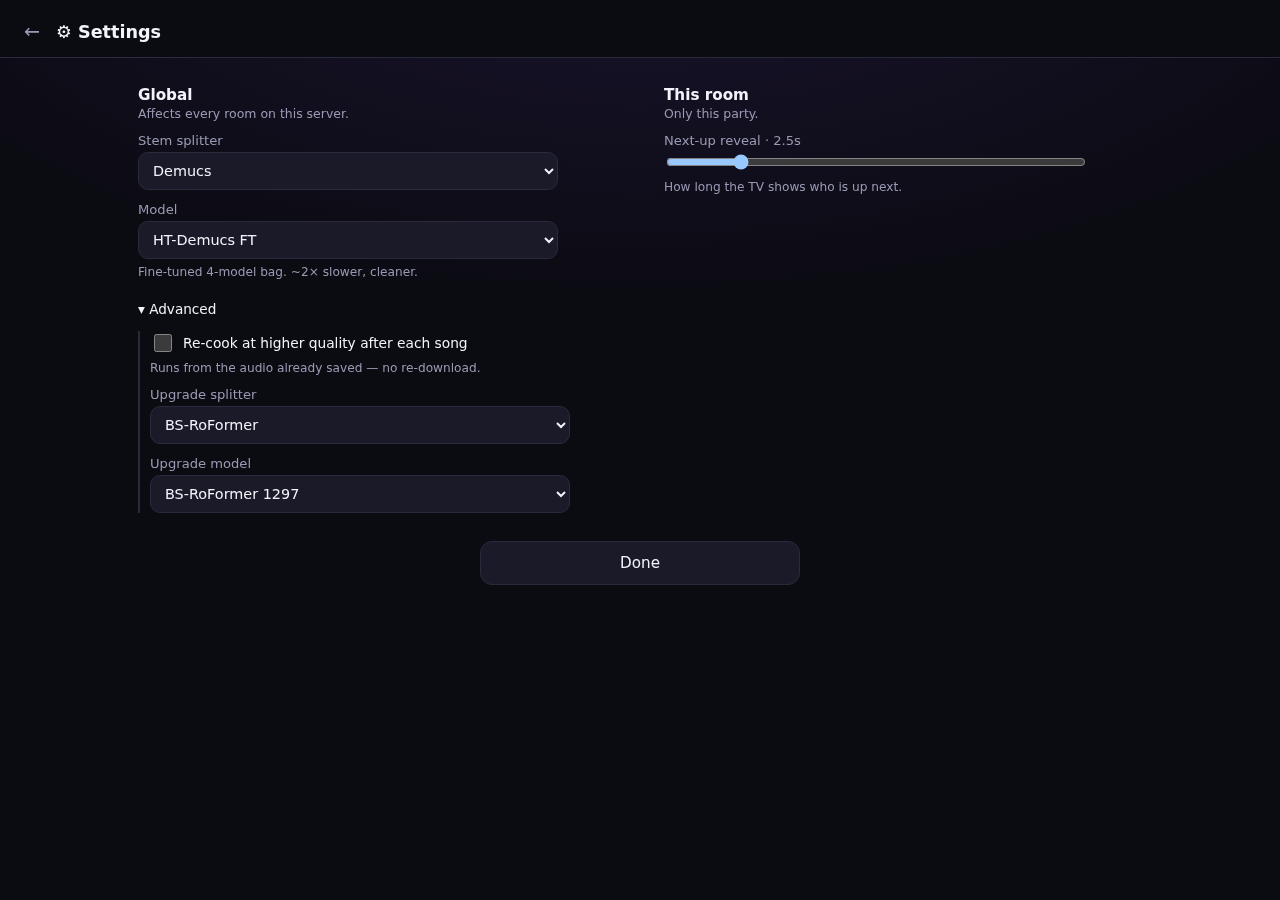 ← ⚙ Settings
Global
Affects every room on this server.
Stem splitter
Demucs
Model
HT-Demucs FT
Fine-tuned 4-model bag. ~2× slower, cleaner.
▾ Advanced
Re-cook at higher quality after each song
Runs from the audio already saved — no re-download.
Upgrade splitter
BS-RoFormer
Upgrade model
BS-RoFormer 1297
This room
Only this party.
Next-up reveal · 2.5s
How long the TV shows who is up next.
Done